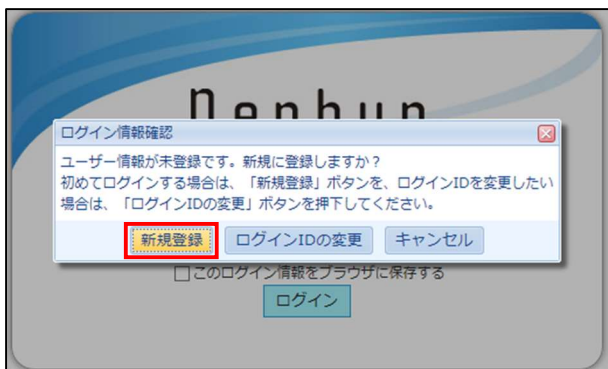 Nenbun
ログイン情報確認
ユーザー情報が未登録です。新規に登録しますか？
初めてログインする場合は、「新規登録」ボタンを、ログインIDを変更したい
場合は、「ログインIDの変更」ボタンを押下してください。
新規登録 ログインIDの変更 キャンセル
このログイン情報をブラウザに保存する
ログイン